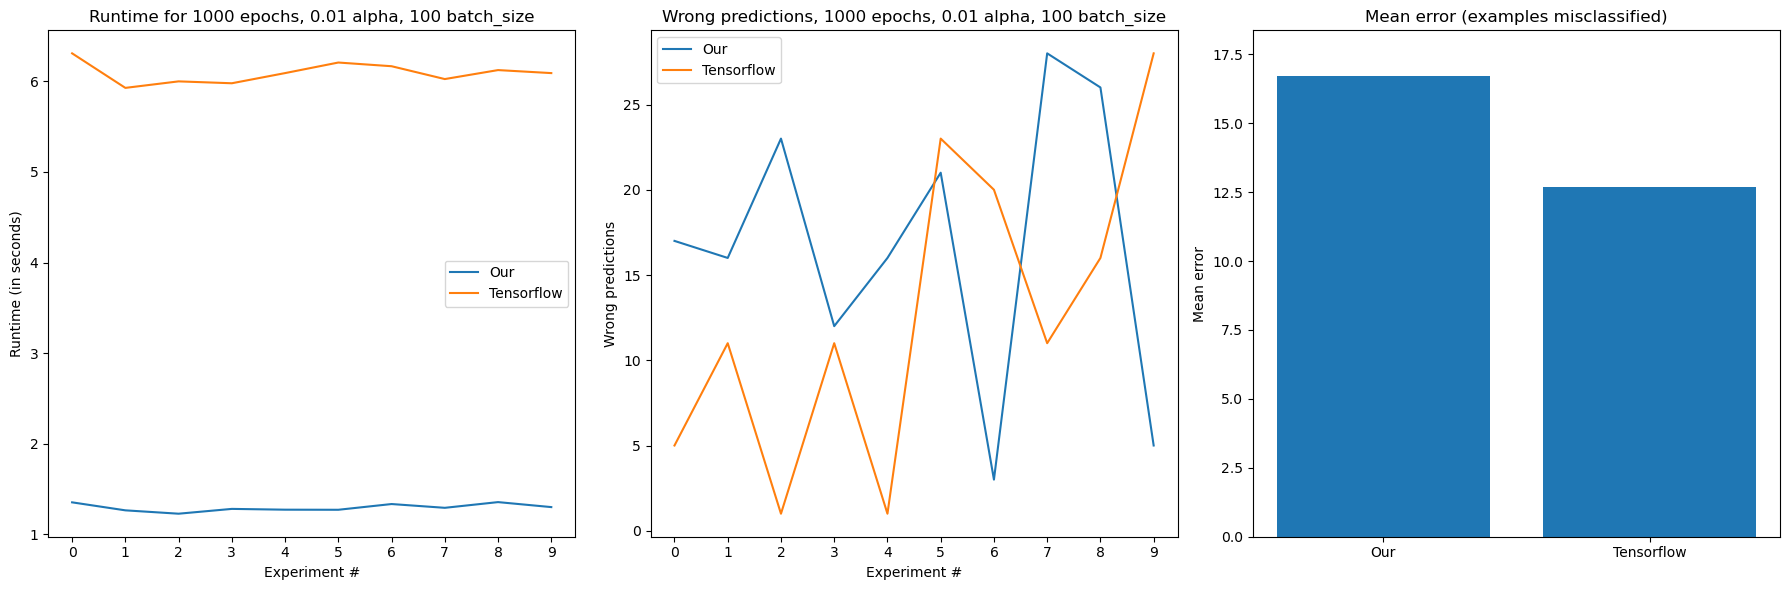 Runtime for 1000 epochs, 0.01 alpha, 100 batch_size
Runtime (in seconds)
6
5
4
3
2
1
Our
Tensorflow
0 1 2 3 4 5 6 7 8 9
Experiment #
Wrong predictions, 1000 epochs, 0.01 alpha, 100 batch_size
Our
Tensorflow
Wrong predictions
25
20
15
10
5
0
0 1 2 3 4 5 6 7 8 9
Experiment #
Mean error (examples misclassified)
Mean error
17.5
15.0
12.5
10.0
7.5
5.0
2.5
0.0
Our Tensorflow